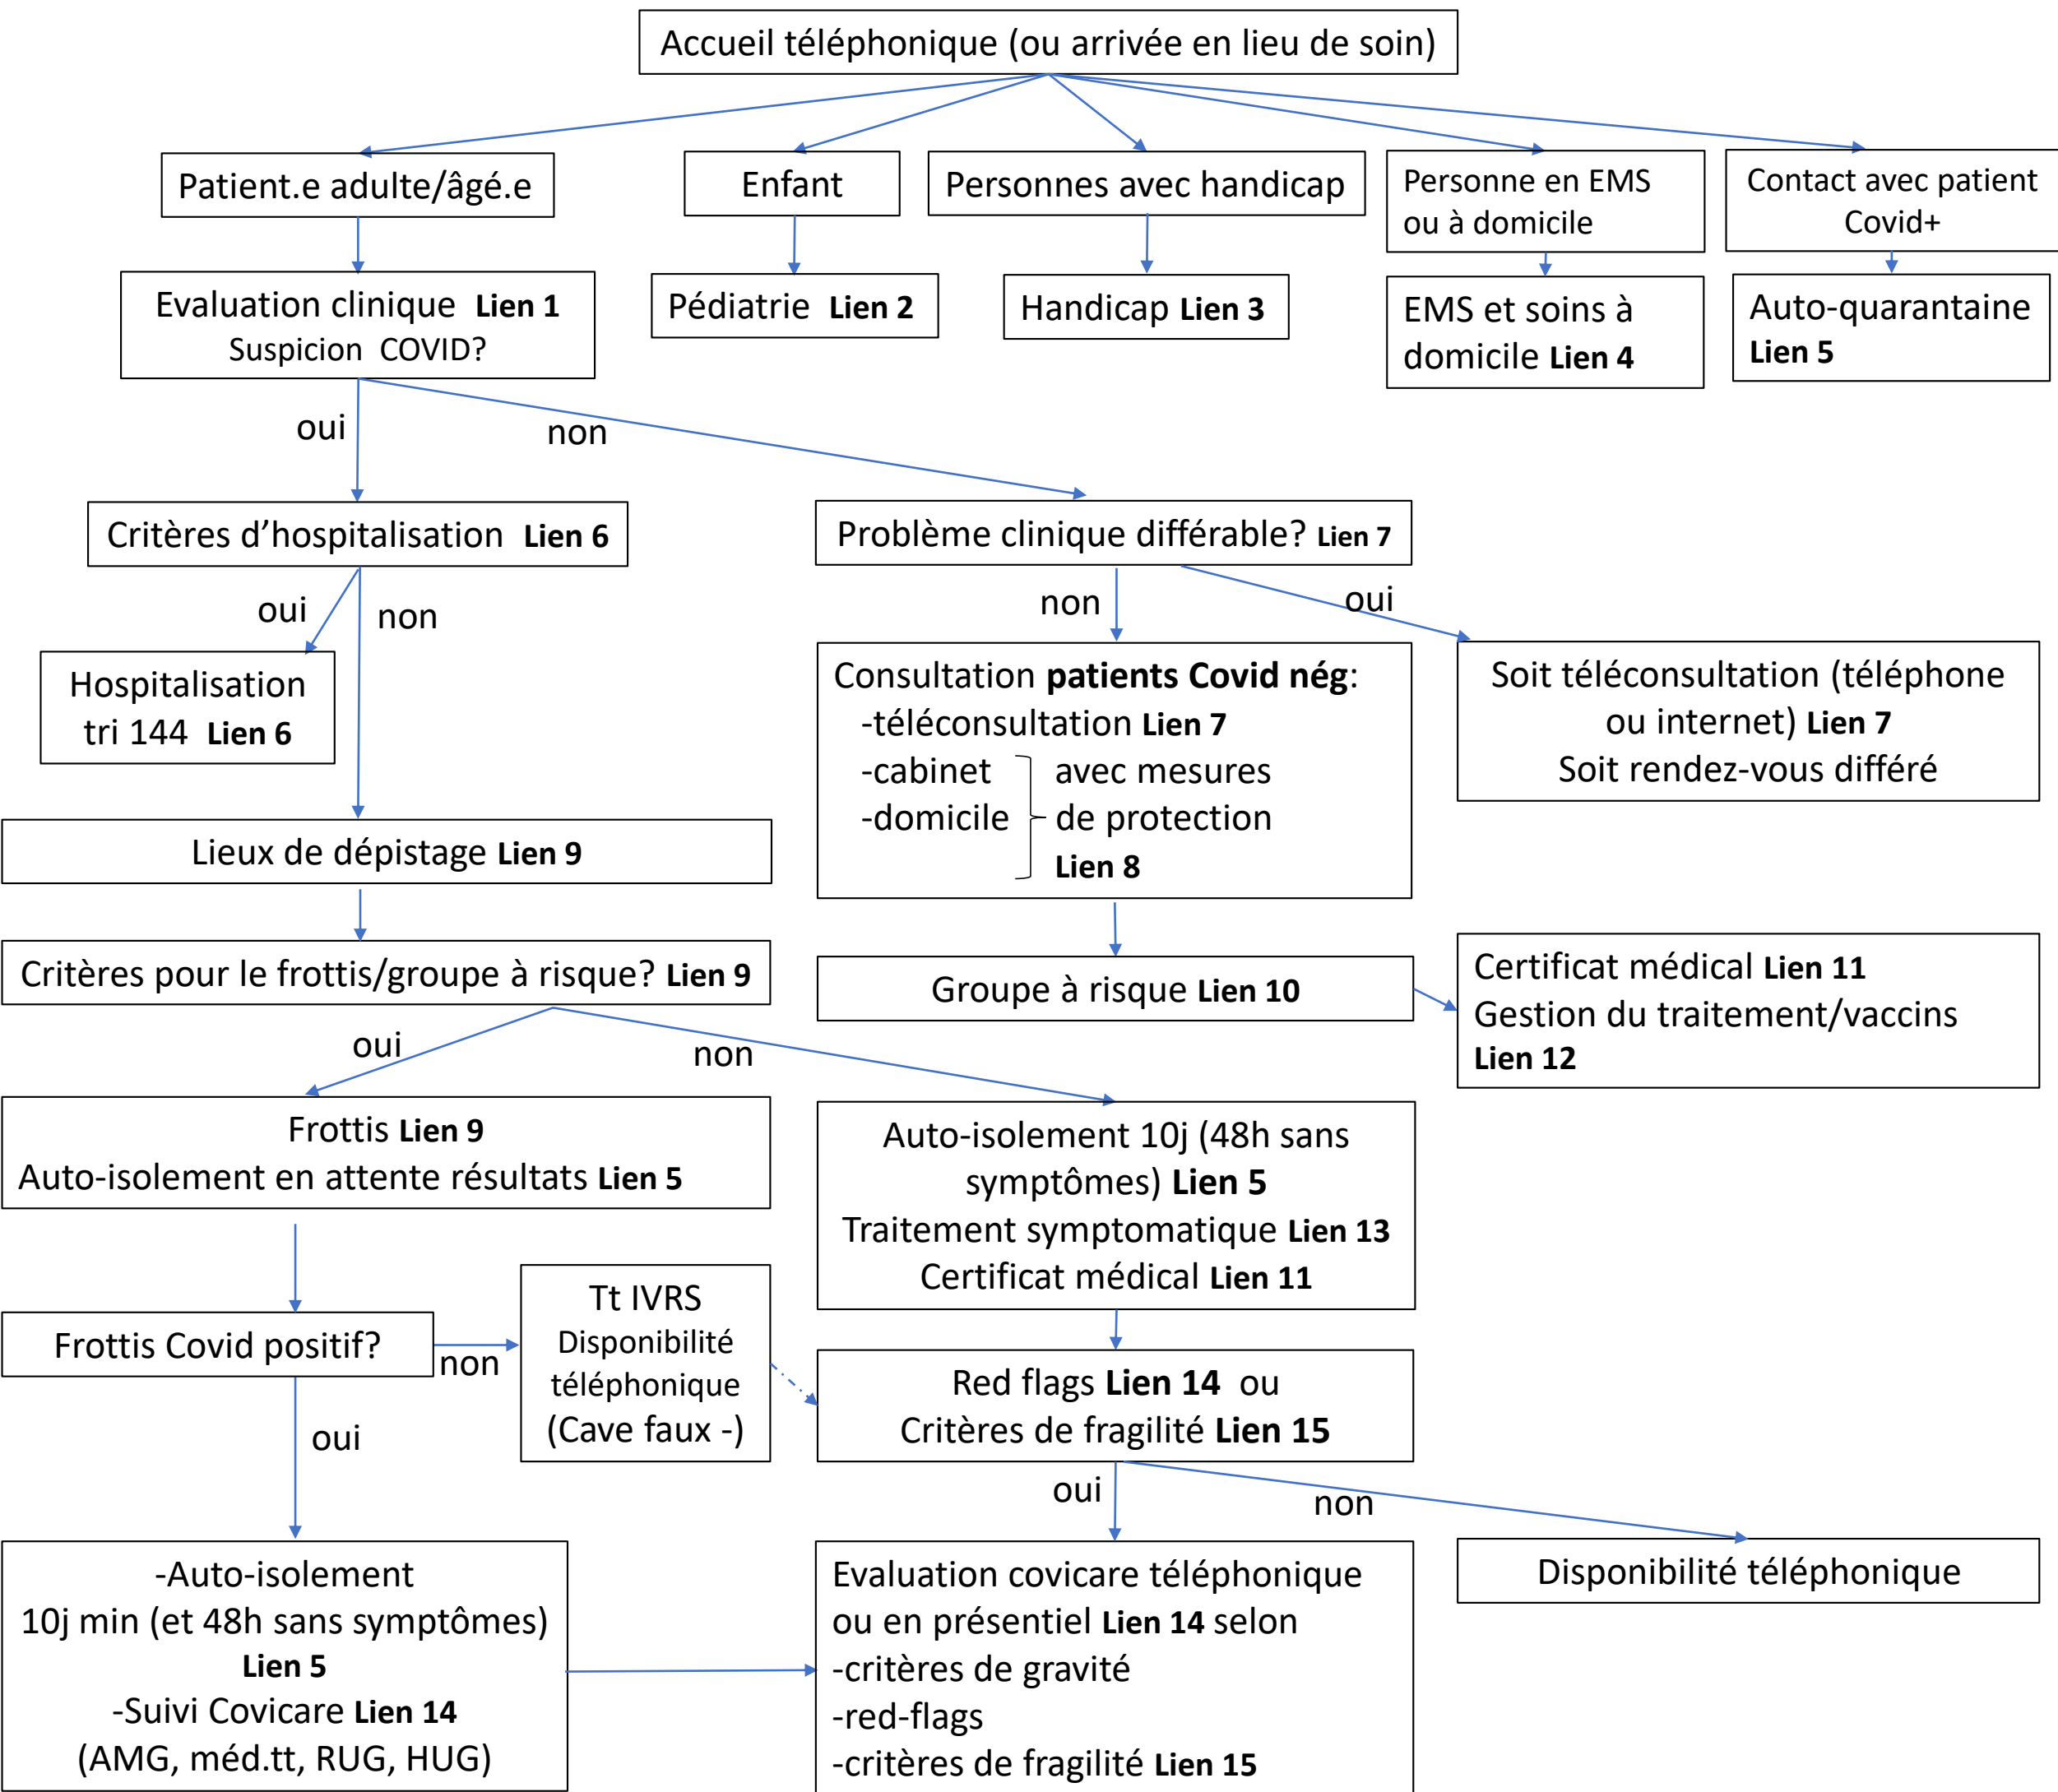 Accueil téléphonique (ou arrivée en lieu de soin)
Patient.e adulte/âgé.e
Enfant
Personnes avec handicap
Personne en EMS
ou à domicile
Contact avec patient
Covid+
Evaluation clinique Lien 1
Suspicion COVID?
Pédiatrie Lien 2
Handicap Lien 3
EMS et soins à
domicile Lien 4
Auto-quarantaine
Lien 5
oui
non
Critères d’hospitalisation Lien 6
Problème clinique différable? Lien 7
oui
non
non
oui
Hospitalisation
tri 144 Lien 6
Consultation patients Covid nég:
-téléconsultation Lien 7
-cabinet avec mesures
-domicile de protection
Lien 8
Soit téléconsultation (téléphone
ou internet) Lien 7
Soit rendez-vous différé
Lieux de dépistage Lien 9
Critères pour le frottis/groupe à risque? Lien 9
Groupe à risque Lien 10
Certificat médical Lien 11
Gestion du traitement/vaccins
Lien 12
oui
non
Frottis Lien 9
Auto-isolement en attente résultats Lien 5
Auto-isolement 10j (48h sans
symptômes) Lien 5
Traitement symptomatique Lien 13
Certificat médical Lien 11
Frottis Covid positif?
non
Tt IVRS
Disponibilité
téléphonique
(Cave faux -)
Red flags Lien 14 ou
Critères de fragilité Lien 15
oui
oui
non
-Auto-isolement
10j min (et 48h sans symptômes)
Lien 5
-Suivi Covicare Lien 14
(AMG, méd.tt, RUG, HUG)
Evaluation covicare téléphonique
ou en présentiel Lien 14 selon
-critères de gravité
-red-flags
-critères de fragilité Lien 15
Disponibilité téléphonique